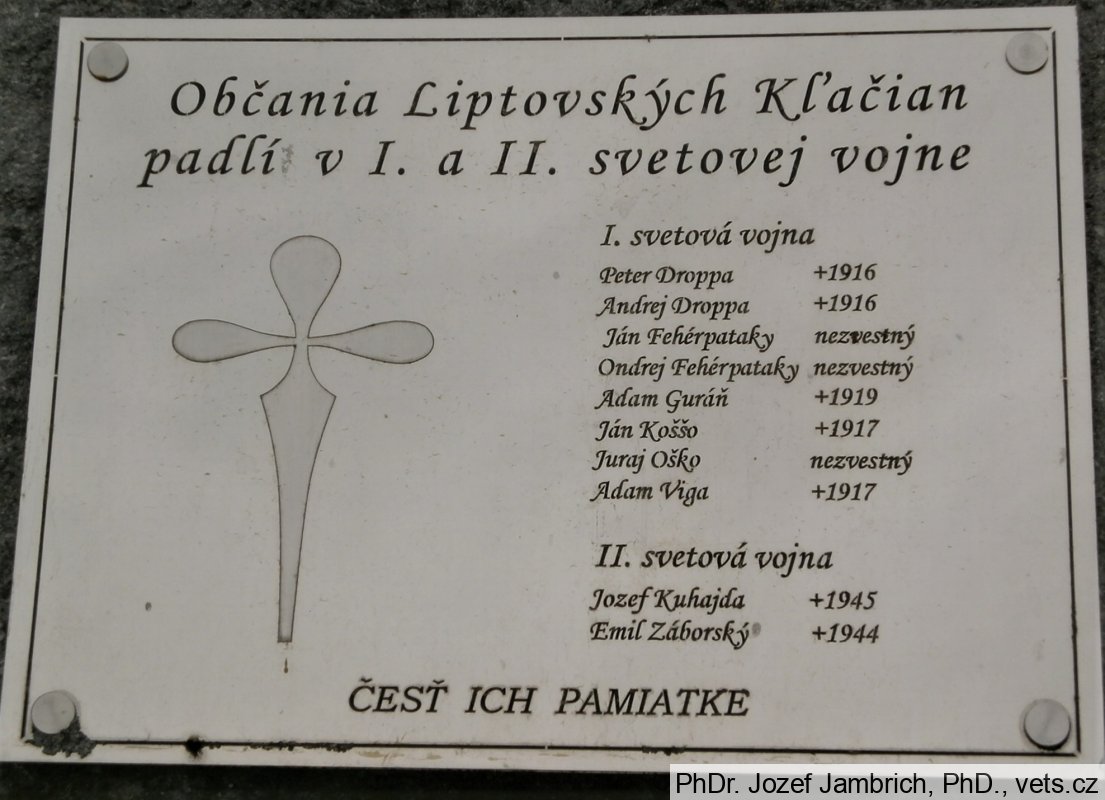 Občania Liptovských Kľačian
padlí v I. a II. svetovej vojne
I. svetová vojna
Peter Droppa +1916
Andrej Droppa +1916
Ján Fehérpataky nezvestný
Ondrej Fehérpataky nezvestný
Adam Guráň +1919
Ján Koššo +1917
Juraj Oško nezvestný
Adam Viga +1917
II. svetová vojna
Jozef Kuhajda +1945
Emil Záborský +1944
ČESŤ ICH PAMIATKE
PhDr. Jozef Jambrich, PhD., vets.cz